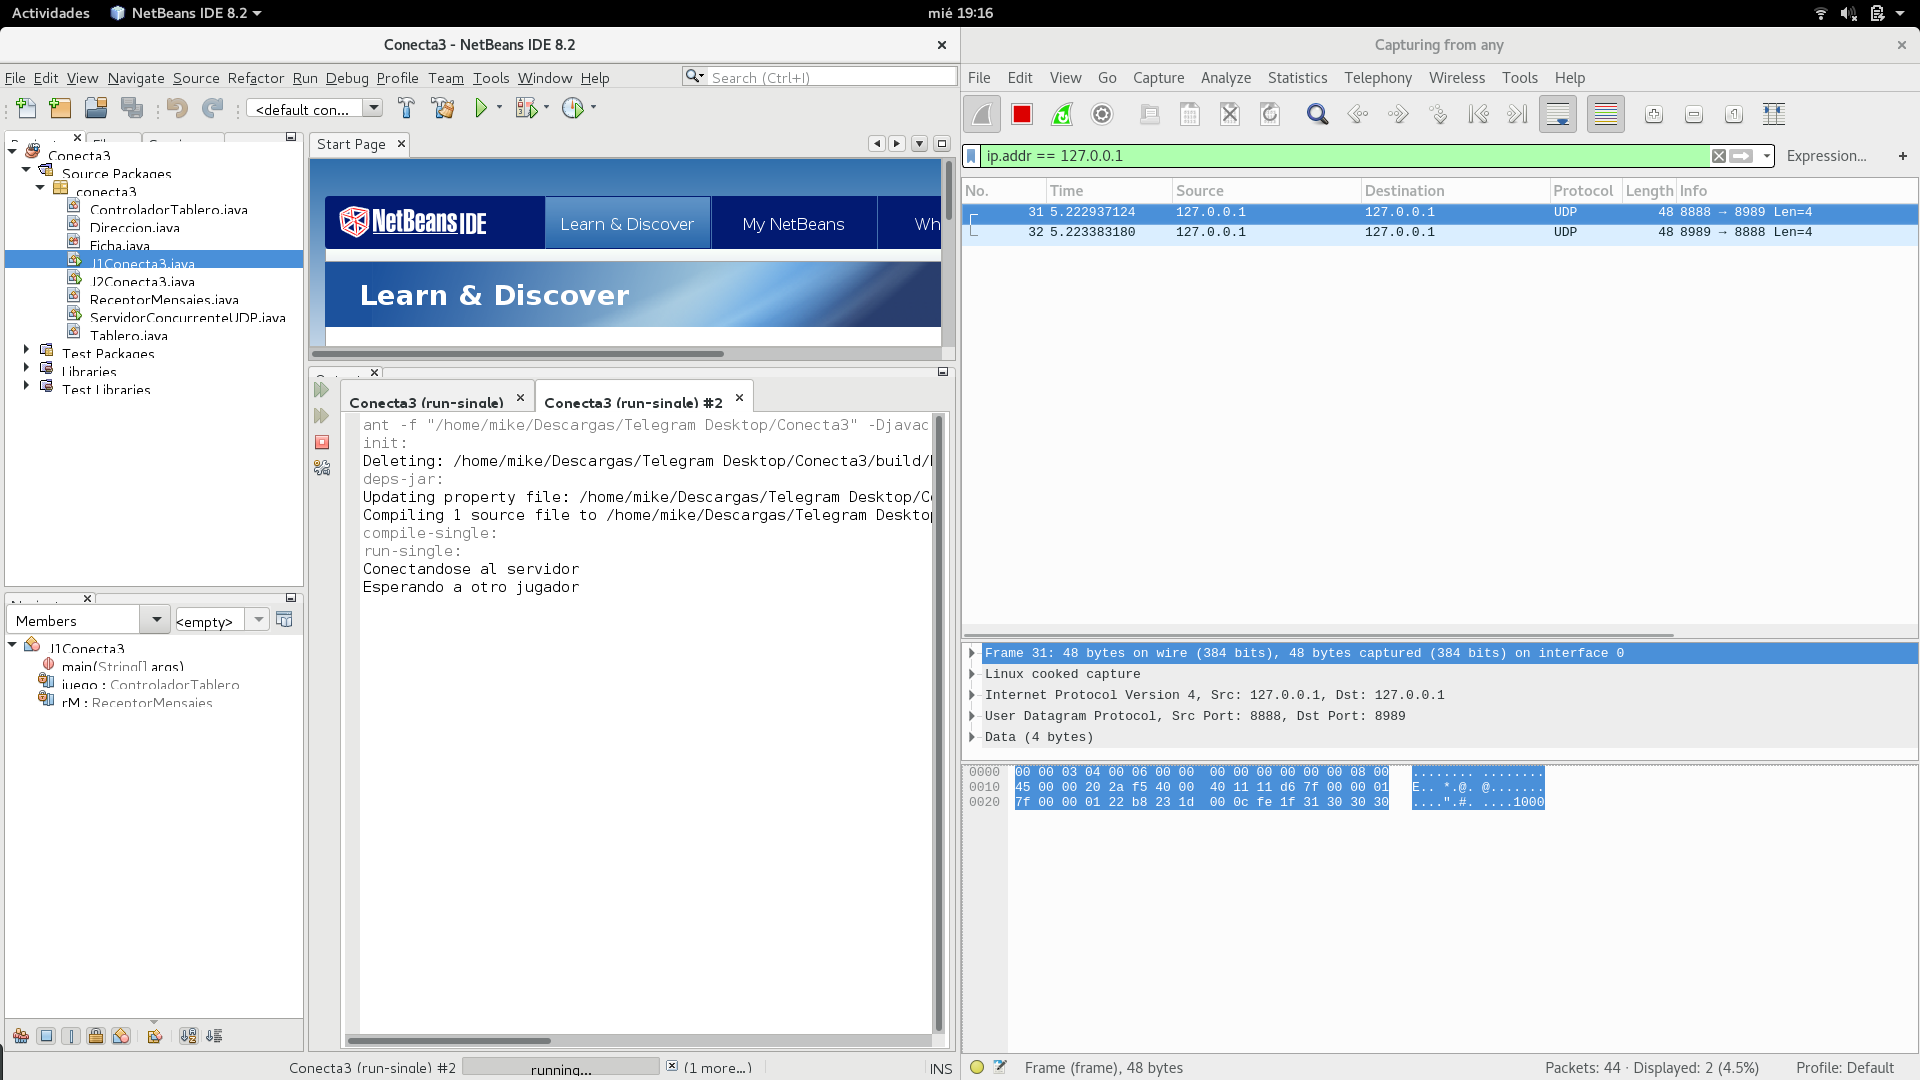 Actividades NetBeans IDE 8.2 mié 19:16
Conecta3 - NetBeans IDE 8.2
File Edit View Navigate Source Refactor Run Debug Profile Team Tools Window Help Search (Ctrl+I)
<default con...
Conecta3
Source Packages
conecta3
ControladorTablero.java
Direccion.java
Ficha.java
J1Conecta3.java
J2Conecta3.java
ReceptorMensajes.java
ServidorConcurrenteUDP.java
Tablero.java
Test Packages
Libraries
Test Libraries
Members <empty>
J1Conecta3
main(String[] args)
juego : ControladorTablero
rM : ReceptorMensajes
Start Page
NetBeans IDE Learn & Discover My NetBeans Wh
Learn & Discover
Conecta3 (run-single) Conecta3 (run-single) #2
ant -f "/home/mike/Descargas/Telegram Desktop/Conecta3" -Djavac
init:
Deleting: /home/mike/Descargas/Telegram Desktop/Conecta3/build/
deps-jar:
Updating property file: /home/mike/Descargas/Telegram Desktop/Co
Compiling 1 source file to /home/mike/Descargas/Telegram Desktop
compile-single:
run-single:
Conectandose al servidor
Esperando a otro jugador
Conecta3 (run-single) #2 running... (1 more...) INS
Capturing from any
File Edit View Go Capture Analyze Statistics Telephony Wireless Tools Help
ip.addr == 127.0.0.1 Expression... +
No. Time Source Destination Protocol Length Info
31 5.222937124 127.0.0.1 127.0.0.1 UDP 48 8888 → 8989 Len=4
32 5.223383180 127.0.0.1 127.0.0.1 UDP 48 8989 → 8888 Len=4
Frame 31: 48 bytes on wire (384 bits), 48 bytes captured (384 bits) on interface 0
Linux cooked capture
Internet Protocol Version 4, Src: 127.0.0.1, Dst: 127.0.0.1
User Datagram Protocol, Src Port: 8888, Dst Port: 8989
Data (4 bytes)
0000 00 00 03 04 00 06 00 00 00 00 00 00 00 00 08 00 ........ ........
0010 45 00 00 20 2a f5 40 00 40 11 11 d6 7f 00 00 01 E.. *.@. @.......
0020 7f 00 00 01 22 b8 23 1d 00 0c fe 1f 31 30 30 30 ....".#. ....1000
Frame (frame), 48 bytes Packets: 44 · Displayed: 2 (4.5%) Profile: Default